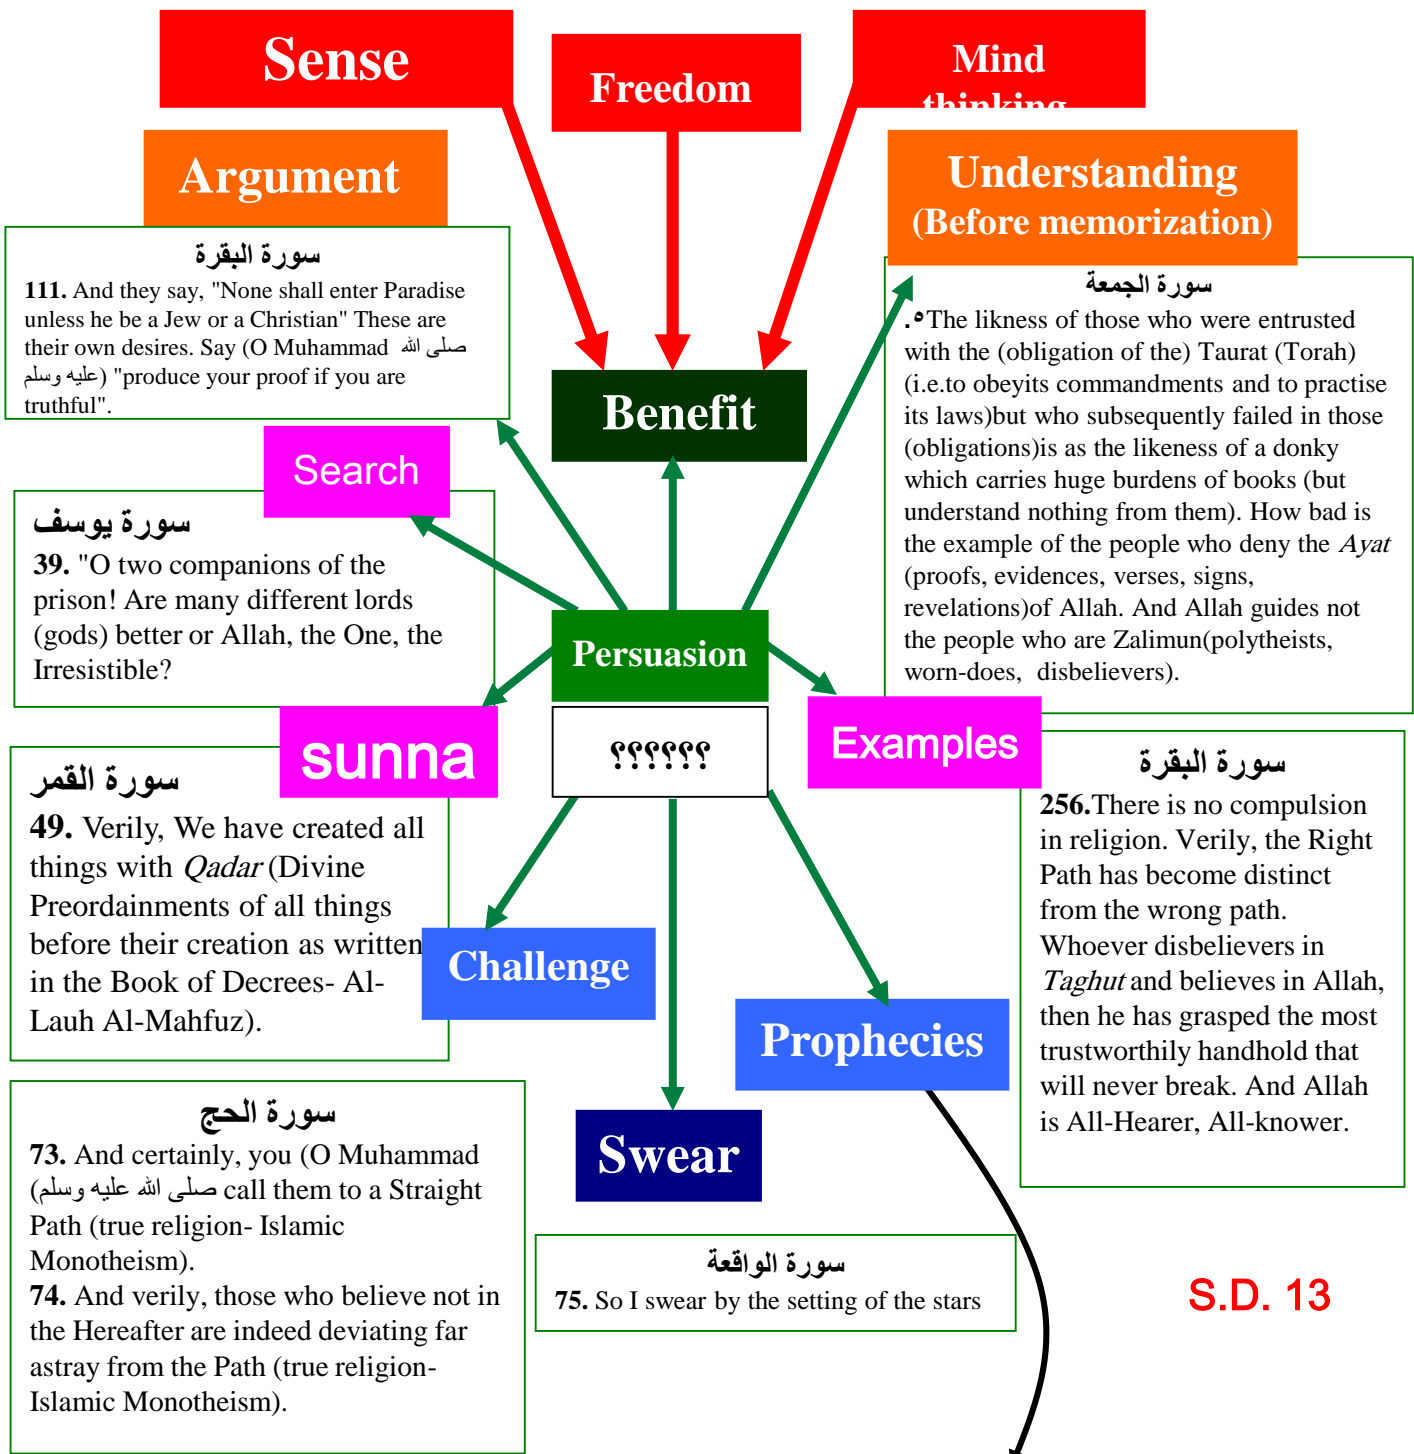 Sense
Freedom
Mind
thinking
Argument
Understanding
(Before memorization)
سورة البقرة
111. And they say, "None shall enter Paradise
unless he be a Jew or a Christian" These are
their own desires. Say (O Muhammad صلى الله
عليه وسلم) "produce your proof if you are
truthful".
سورة الجمعة
.٥The likness of those who were entrusted
with the (obligation of the) Taurat (Torah)
(i.e.to obeyits commandments and to practise
its laws)but who subsequently failed in those
(obligations)is as the likeness of a donky
which carries huge burdens of books (but
understand nothing from them). How bad is
the example of the people who deny the Ayat
(proofs, evidences, verses, signs,
revelations)of Allah. And Allah guides not
the people who are Zalimun(polytheists,
worn-does, disbelievers).
Benefit
Search
سورة يوسف
39. "O two companions of the
prison! Are many different lords
(gods) better or Allah, the One, the
Irresistible?
Persuasion
؟؟؟؟؟؟
sunna
Examples
سورة القمر
49. Verily, We have created all
things with Qadar (Divine
Preordainments of all things
before their creation as written
in the Book of Decrees- Al-
Lauh Al-Mahfuz).
سورة البقرة
256.There is no compulsion
in religion. Verily, the Right
Path has become distinct
from the wrong path.
Whoever disbelievers in
Taghut and believes in Allah,
then he has grasped the most
trustworthily handhold that
will never break. And Allah
is All-Hearer, All-knower.
Challenge
Prophecies
Swear
سورة الحج
73. And certainly, you (O Muhammad
صلى الله عليه وسلم) call them to a Straight
Path (true religion- Islamic
Monotheism).
74. And verily, those who believe not in
the Hereafter are indeed deviating far
astray from the Path (true religion-
Islamic Monotheism).
سورة الواقعة
75. So I swear by the setting of the stars
S.D. 13